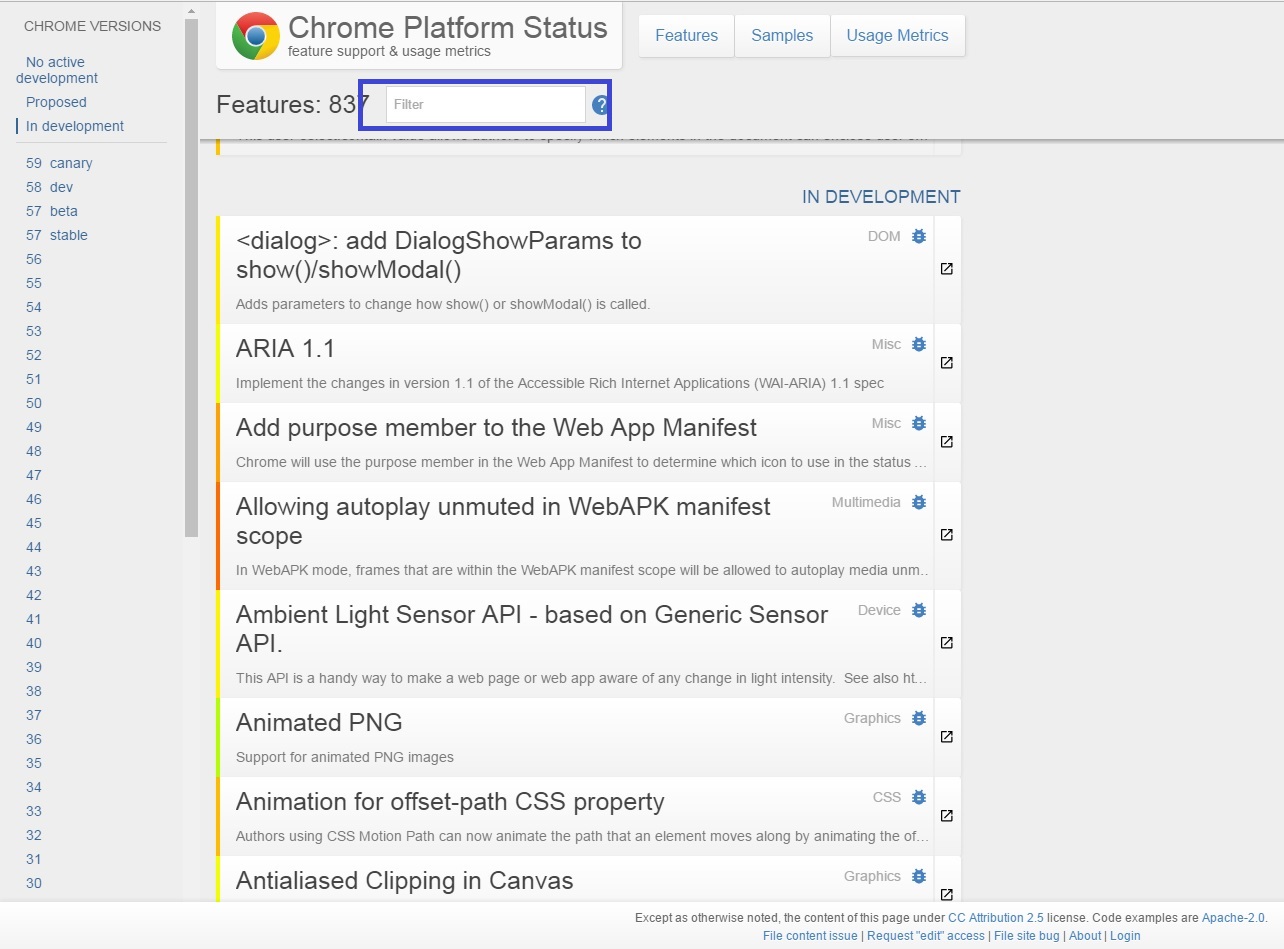 CHROME VERSIONS
No active
development
Proposed
In development
59 canary
58 dev
57 beta
57 stable
56
55
54
53
52
51
50
49
48
47
46
45
44
43
42
41
40
39
38
37
36
35
34
33
32
31
30
Chrome Platform Status
feature support & usage metrics
Features
Samples
Usage Metrics
Features: 837
Filter
?
IN DEVELOPMENT
<dialog>: add DialogShowParams to
show()/showModal()
DOM
Adds parameters to change how show() or showModal() is called.
ARIA 1.1
Misc
Implement the changes in version 1.1 of the Accessible Rich Internet Applications (WAI-ARIA) 1.1 spec
Add purpose member to the Web App Manifest
Misc
Chrome will use the purpose member in the Web App Manifest to determine which icon to use in the status ...
Allowing autoplay unmuted in WebAPK manifest
scope
Multimedia
In WebAPK mode, frames that are within the WebAPK manifest scope will be allowed to autoplay media unm..
Ambient Light Sensor API - based on Generic Sensor
API.
Device
This API is a handy way to make a web page or web app aware of any change in light intensity. See also ht...
Animated PNG
Graphics
Support for animated PNG images
Animation for offset-path CSS property
CSS
Authors using CSS Motion Path can now animate the path that an element moves along by animating the of...
Antialiased Clipping in Canvas
Graphics
Except as otherwise noted, the content of this page under CC Attribution 2.5 license. Code examples are Apache-2.0.
File content issue | Request "edit" access | File site bug | About | Login